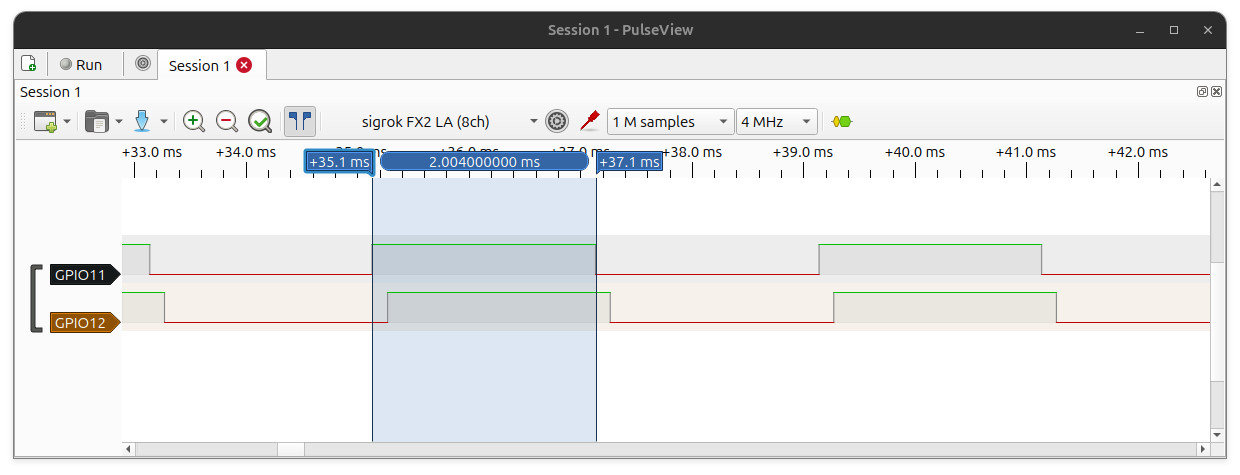 Session 1 - PulseView
Run
Session 1
Session 1
sigrok FX2 LA (8ch)
1 M samples
4 MHz
+33.0 ms +34.0 ms +38.0 ms +39.0 ms +40.0 ms +41.0 ms +42.0 ms
+35.1 ms 2.004000000 ms +37.1 ms
GPIO11
GPIO12